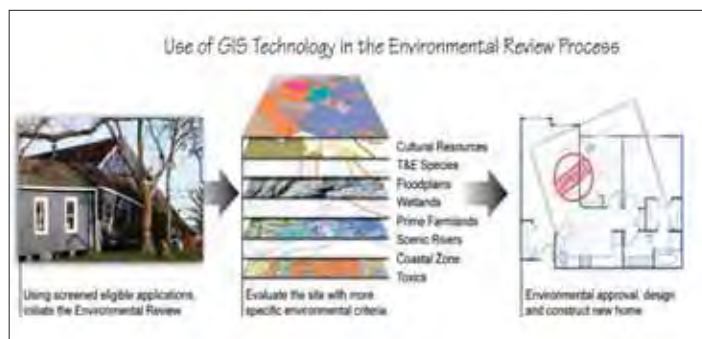 Use of GIS Technology in the Environmental Review Process
Cultural Resources
T&E Species
Floodplains
Wetlands
Prime Farmlands
Scenic Rivers
Coastal Zone
Toxics
Using screened eligible applications,
initiate the Environmental Review
Evaluate the site with more
specific environmental criteria
Environmental approval, design
and construct new home